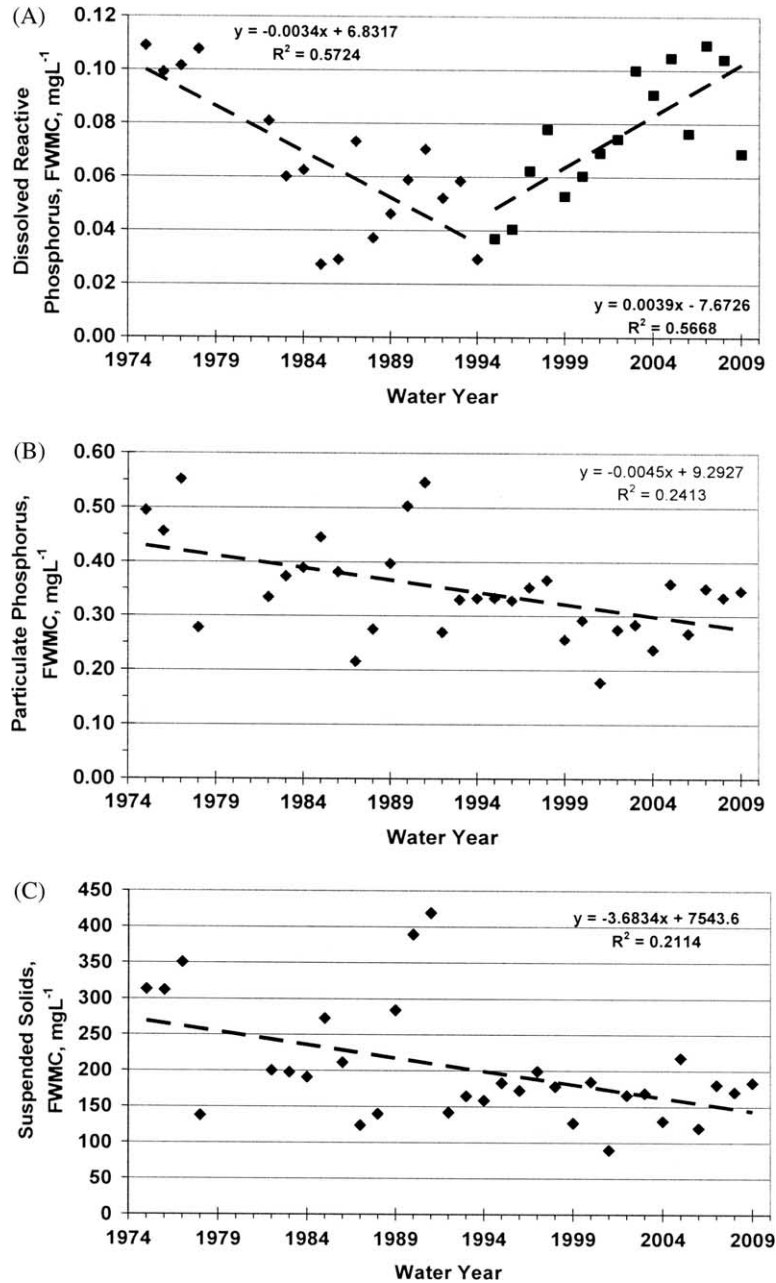 (A)
y = -0.0034x + 6.8317
R² = 0.5724
Dissolved Reactive
Phosphorus, FWMC, mgL⁻¹
0.12
0.10
0.08
0.06
0.04
0.02
0.00
y = 0.0039x - 7.6726
R² = 0.5668
1974 1979 1984 1989 1994 1999 2004 2009
Water Year
(B)
y = -0.0045x + 9.2927
R² = 0.2413
Particulate Phosphorus,
FWMC, mgL⁻¹
0.60
0.50
0.40
0.30
0.20
0.10
0.00
1974 1979 1984 1989 1994 1999 2004 2009
Water Year
(C)
y = -3.6834x + 7543.6
R² = 0.2114
Suspended Solids,
FWMC, mgL⁻¹
450
400
350
300
250
200
150
100
50
0
1974 1979 1984 1989 1994 1999 2004 2009
Water Year